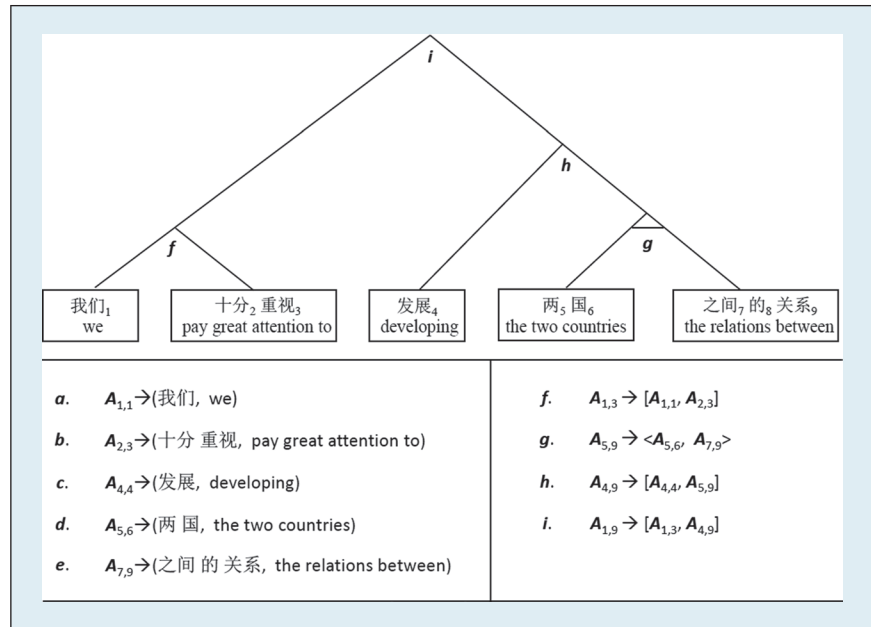 i
h
f
g
我们₁
we
十分₂ 重视₃
pay great attention to
发展₄
developing
两₅ 国₆
the two countries
之间₇ 的₈ 关系₉
the relations between
a. A₁,₁→(我们, we)
b. A₂,₃→(十分 重视, pay great attention to)
c. A₄,₄→(发展, developing)
d. A₅,₆→(两 国, the two countries)
e. A₇,₉→(之间 的 关系, the relations between)
f. A₁,₃ → [A₁,₁, A₂,₃]
g. A₅,₉ → <A₅,₆, A₇,₉>
h. A₄,₉ → [A₄,₄, A₅,₉]
i. A₁,₉ → [A₁,₃, A₄,₉]